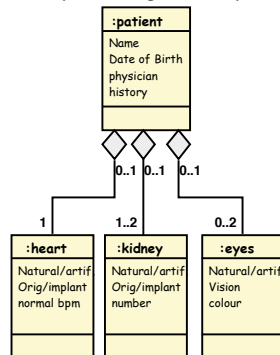 :patient
Name
Date of Birth
physician
history
0..1
0..1
0..1
1
1..2
0..2
:heart
Natural/artif
Orig/implant
normal bpm
:kidney
Natural/artif
Orig/implant
number
:eyes
Natural/artif
Vision
colour